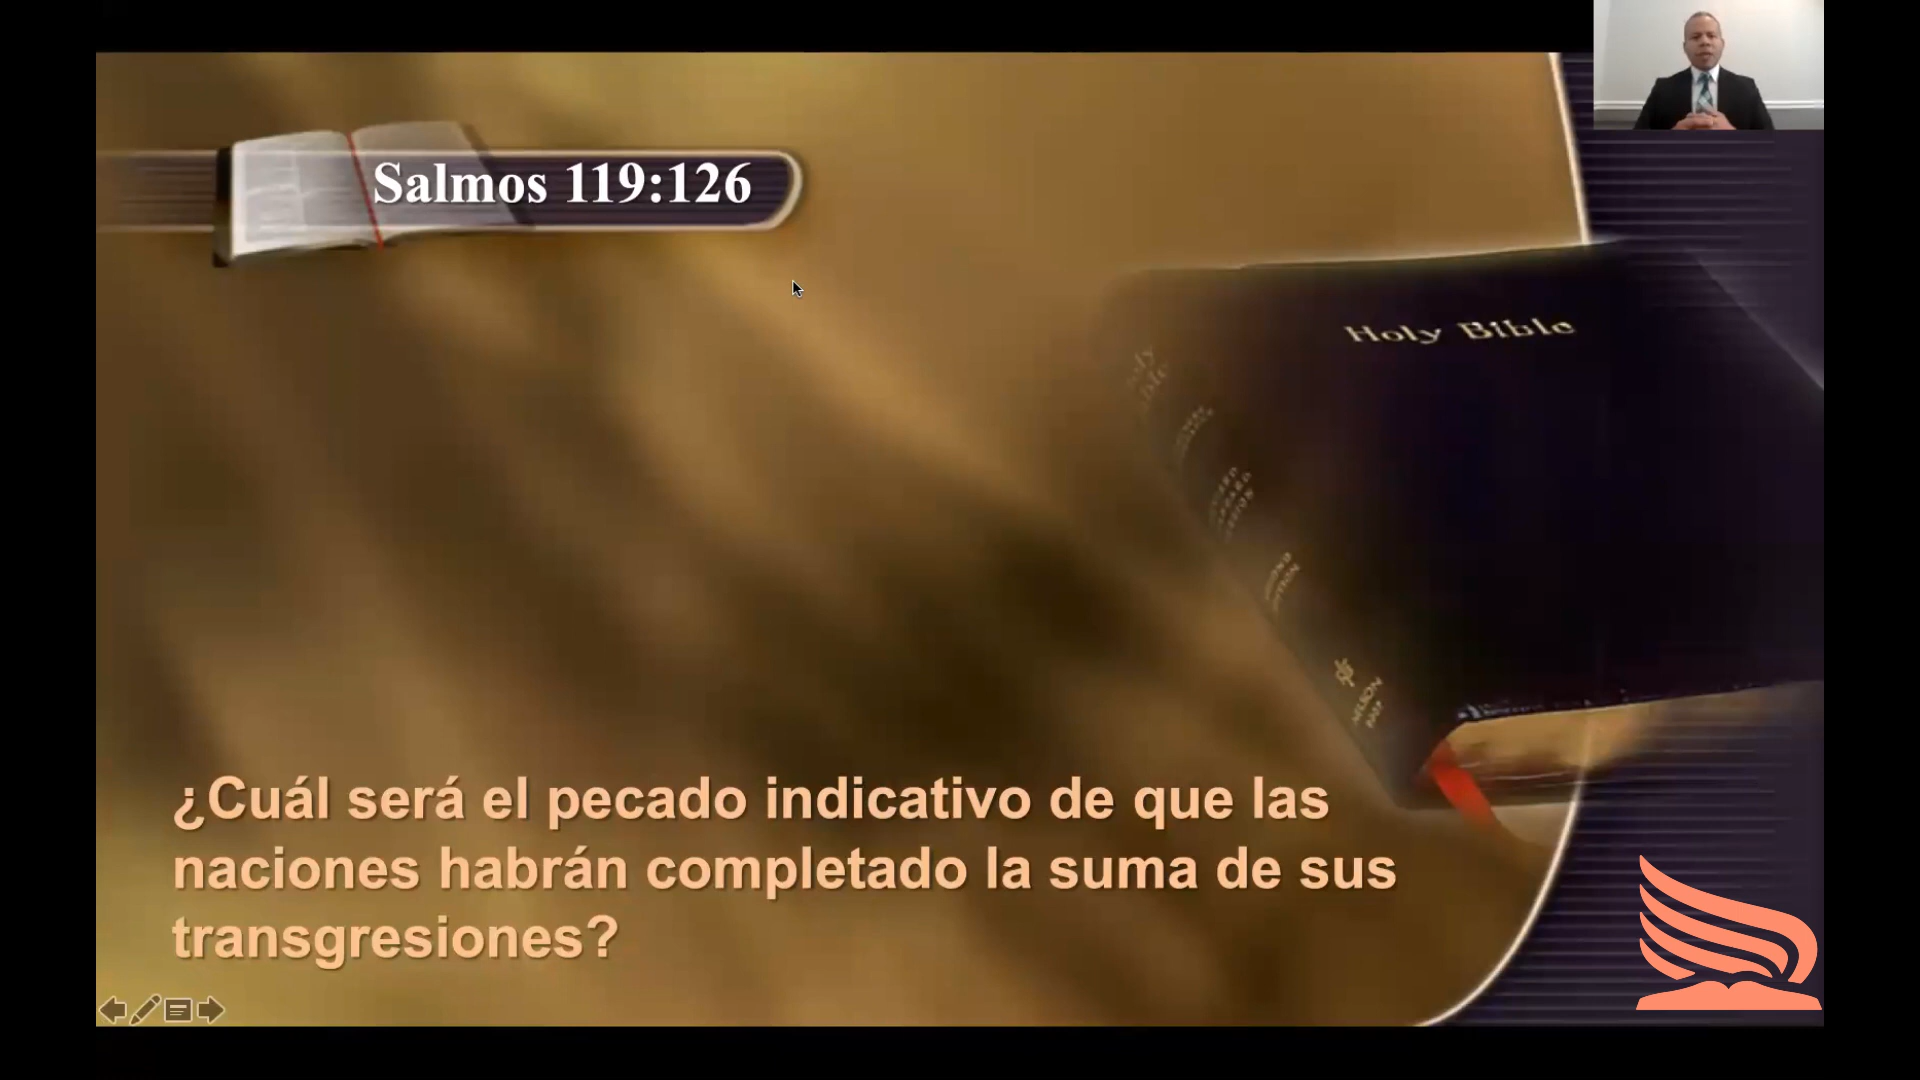 Salmos 119:126
Holy Bible
NELSON
¿Cuál será el pecado indicativo de que las
naciones habrán completado la suma de sus
transgresiones?